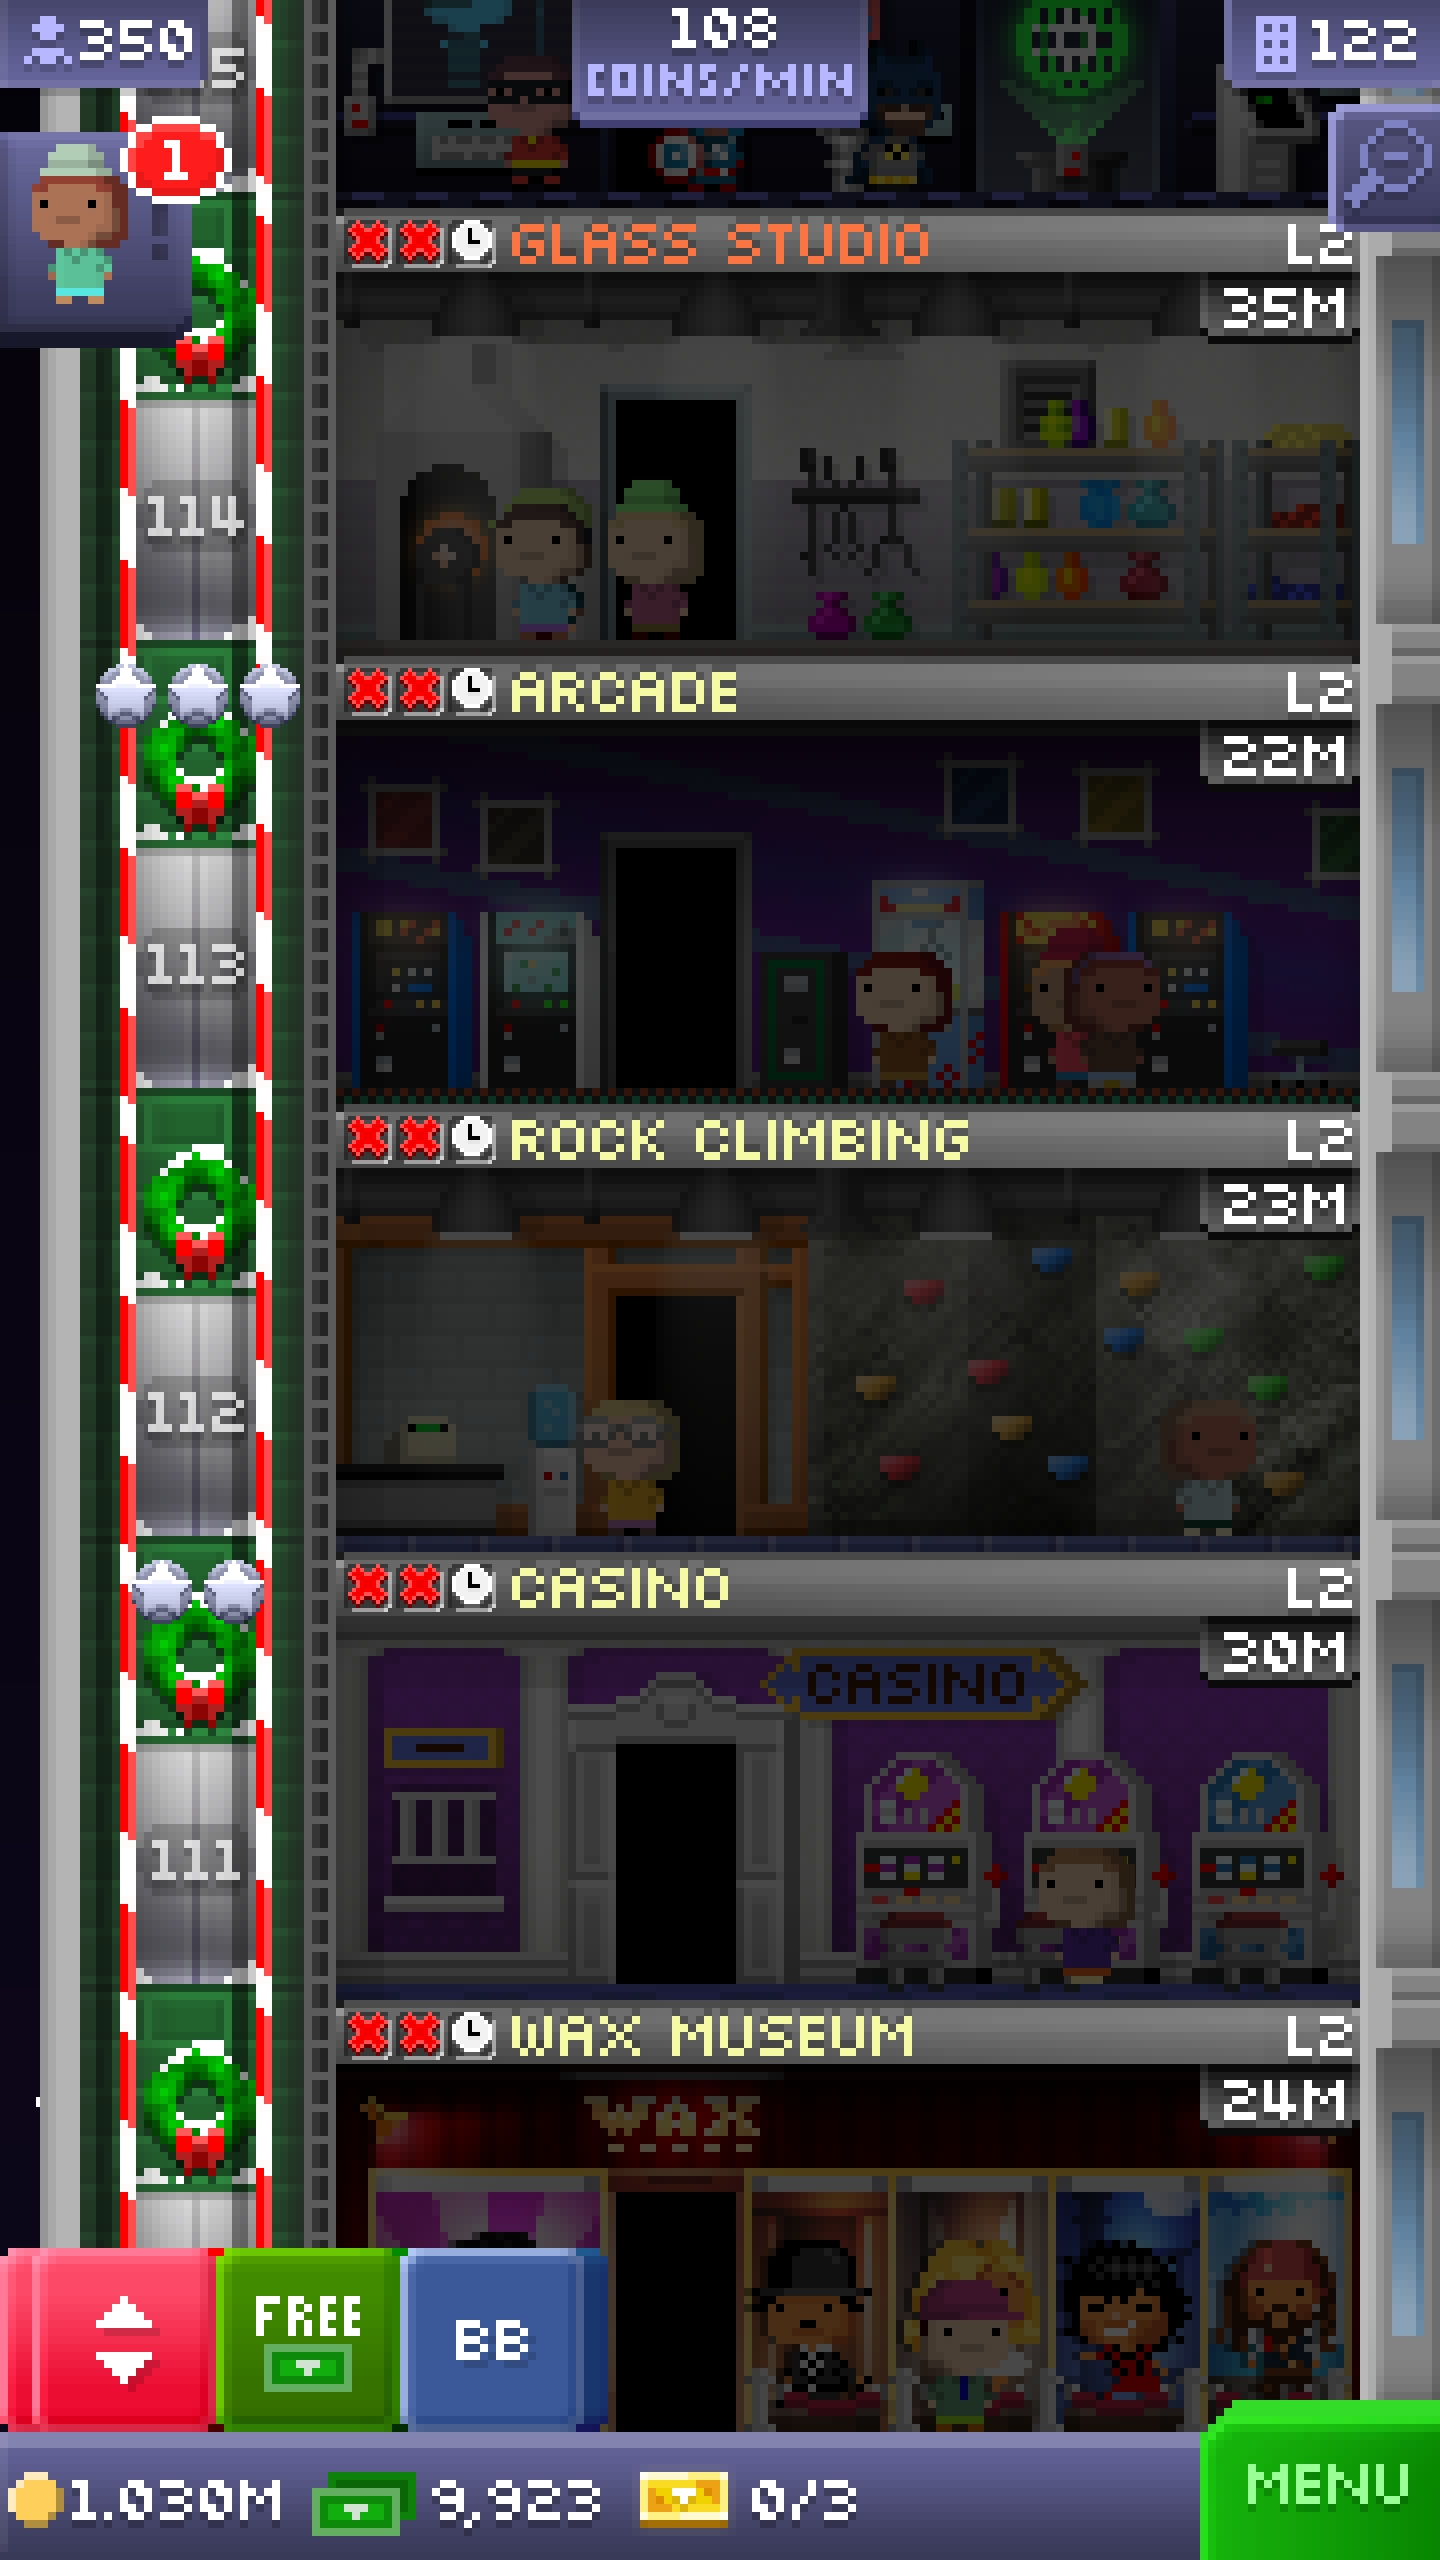 350
108
COINS/MIN
122
5
1
GLASS STUDIO
L2
35M
114
ARCADE
L2
22M
113
ROCK CLIMBING
L2
23M
112
CASINO
L2
30M
CASINO
111
WAX MUSEUM
L2
24M
WAX
FREE
BB
1.030M
9,923
0/3
MENU